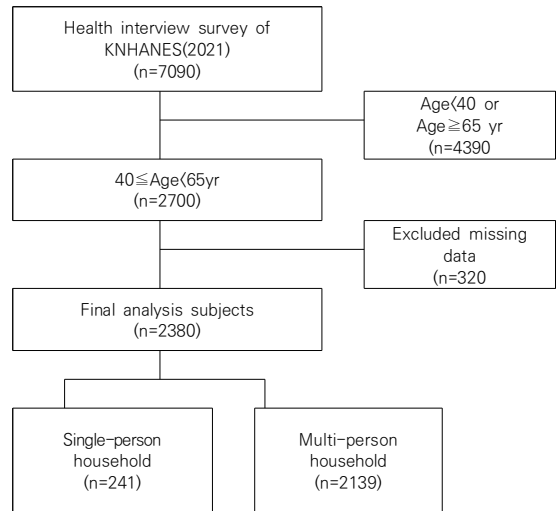 Health interview survey of
KNHANES(2021)
(n=7090)
Age<40 or
Age≧65 yr
(n=4390
40≦Age<65yr
(n=2700)
Excluded missing
data
(n=320
Final analysis subjects
(n=2380)
Single-person
household
(n=241)
Multi-person
household
(n=2139)